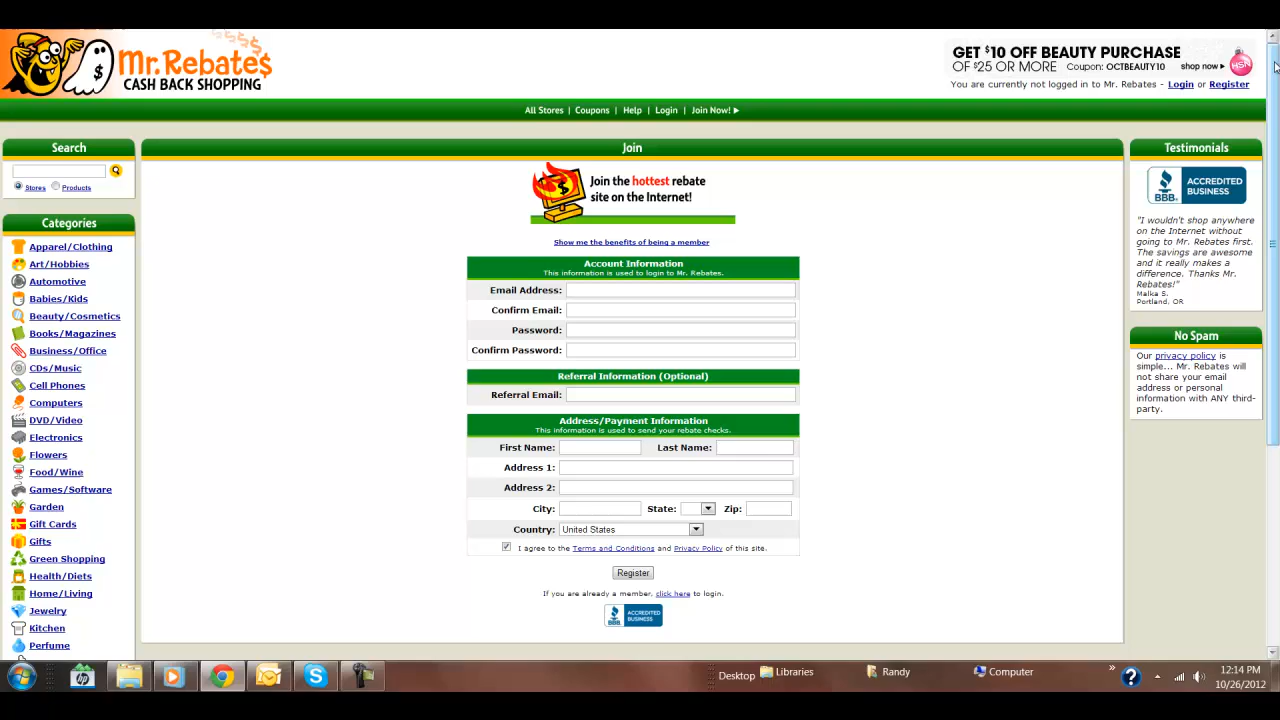 Mr.Rebates
CASH BACK SHOPPING
GET $10 OFF BEAUTY PURCHASE
OF $25 OR MORE Coupon: OCTBEAUTY10 shop now
HSN
You are currently not logged in to Mr. Rebates - Login or Register
All Stores | Coupons | Help | Login | Join Now!
Search
Stores Products
Categories
Apparel/Clothing
Art/Hobbies
Automotive
Babies/Kids
Beauty/Cosmetics
Books/Magazines
Business/Office
CDs/Music
Cell Phones
Computers
DVD/Video
Electronics
Flowers
Food/Wine
Games/Software
Garden
Gift Cards
Gifts
Green Shopping
Health/Diets
Home/Living
Jewelry
Kitchen
Perfume
Join
Join the hottest rebate
site on the Internet!
Show me the benefits of being a member
Account Information
This information is used to login to Mr. Rebates.
Email Address:
Confirm Email:
Password:
Confirm Password:
Referral Information (Optional)
Referral Email:
Address/Payment Information
This information is used to send your rebate checks.
First Name: Last Name:
Address 1:
Address 2:
City: State: Zip:
Country: United States
I agree to the Terms and Conditions and Privacy Policy of this site.
Register
If you are already a member, click here to login.
BBB ACCREDITED BUSINESS
Testimonials
BBB. ACCREDITED
BUSINESS
"I wouldn't shop anywhere
on the Internet without
going to Mr. Rebates first.
The savings are awesome
and it really makes a
difference. Thanks Mr.
Rebates!"
Malka S.
Portland, OR
No Spam
Our privacy policy is
simple... Mr. Rebates will
not share your email
address or personal
information with ANY third-
party.
Desktop Libraries Randy Computer » 12:14 PM
10/26/2012